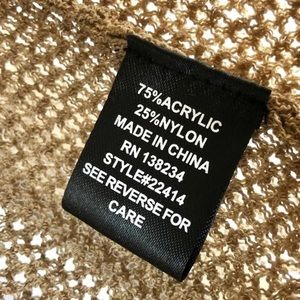 75%ACRYLIC
25%NYLON
MADE IN CHINA
RN 138234
STYLE#22414
SEE REVERSE FOR
CARE